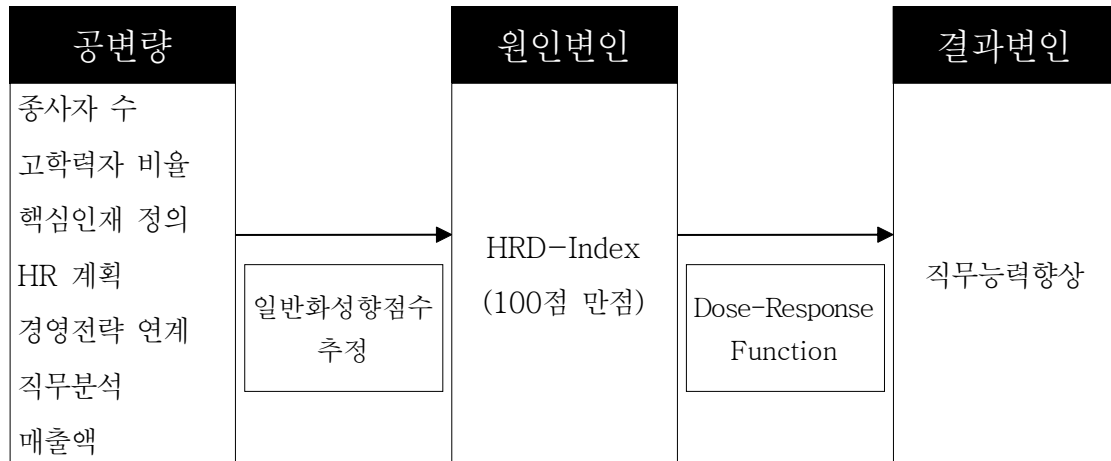 공변량
종사자 수
고학력자 비율
핵심인재 정의
HR 계획
경영전략 연계
직무분석
매출액
일반화성향점수
추정
원인변인
HRD-Index
(100점 만점)
Dose-Response
Function
결과변인
직무능력향상